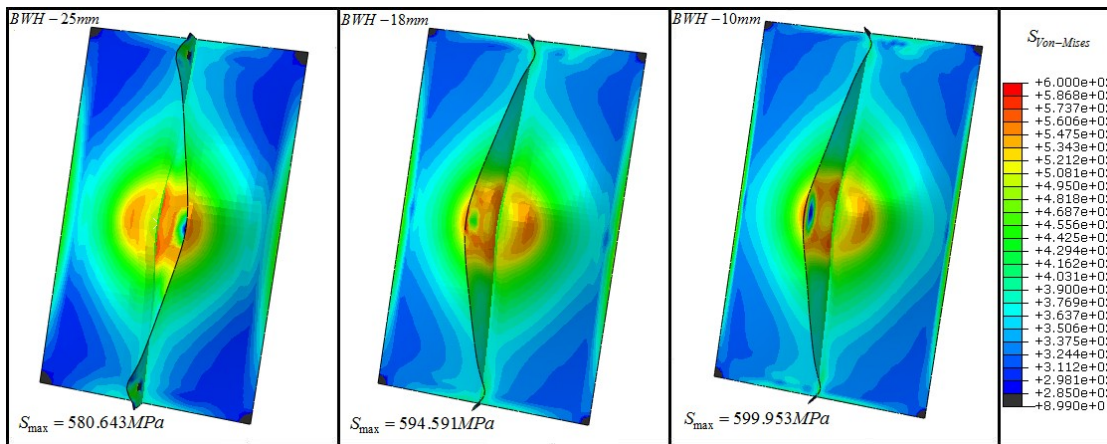 BWH-25mm
S_max = 580.643MPa
BWH-18mm
S_max = 594.591MPa
BWH-10mm
S_max = 599.953MPa
S_Von-Mises
+6.000e+02
+5.868e+02
+5.737e+02
+5.606e+02
+5.475e+02
+5.343e+02
+5.212e+02
+5.081e+02
+4.950e+02
+4.818e+02
+4.687e+02
+4.556e+02
+4.425e+02
+4.294e+02
+4.162e+02
+4.031e+02
+3.900e+02
+3.769e+02
+3.637e+02
+3.506e+02
+3.375e+02
+3.244e+02
+3.112e+02
+2.981e+02
+2.850e+02
+8.990e+01